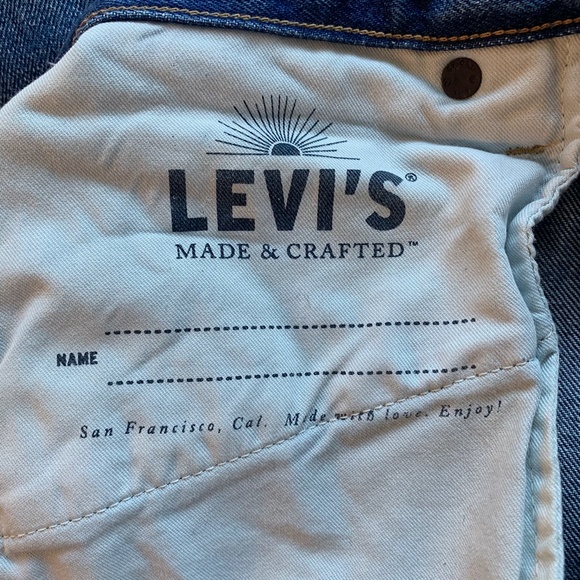 LEVI'S®
MADE & CRAFTED™
NAME
San Francisco, Cal. Made with love. Enjoy!